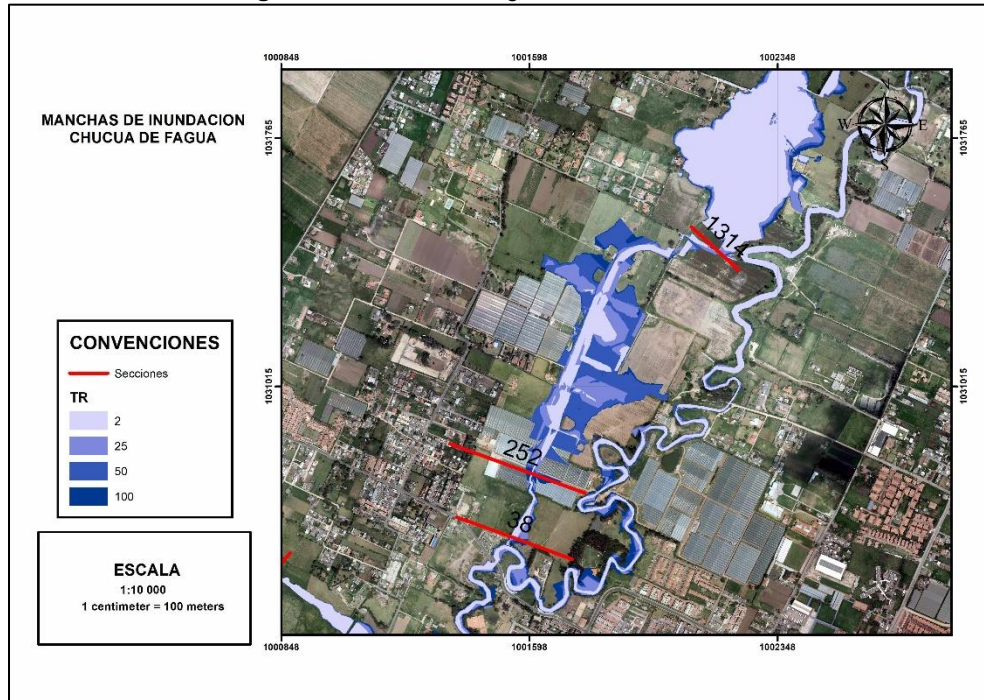 1000848
1001598
1002348
MANCHAS DE INUNDACION
CHUCUA DE FAGUA
1031765
1031765
N
W
E
S
1314
CONVENCIONES
Secciones
TR
2
25
50
100
1031015
1031015
252
38
ESCALA
1:10 000
1 centimeter = 100 meters
1000848
1001598
1002348